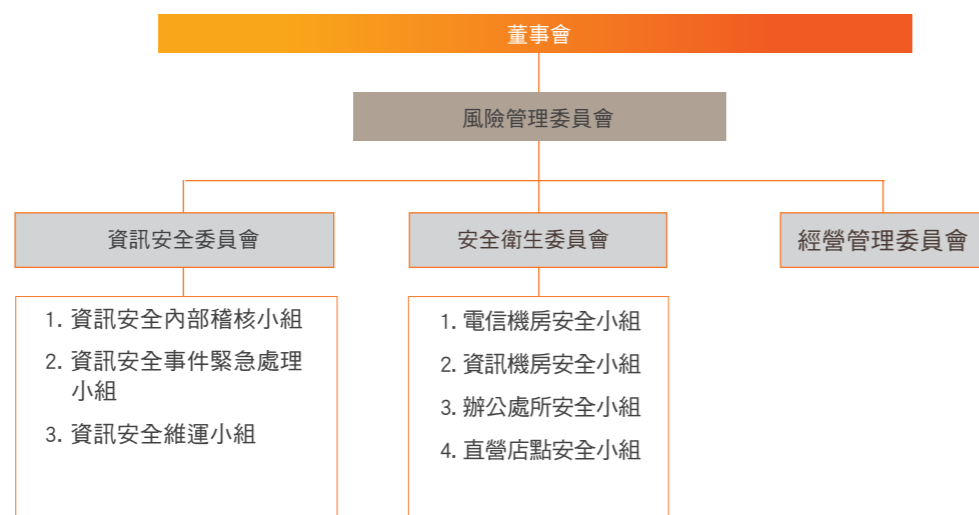 董事會
風險管理委員會
資訊安全委員會
安全衛生委員會
經營管理委員會
1. 資訊安全內部稽核小組
2. 資訊安全事件緊急處理
小組
3. 資訊安全維運小組
1. 電信機房安全小組
2. 資訊機房安全小組
3. 辦公處所安全小組
4. 直營店點安全小組